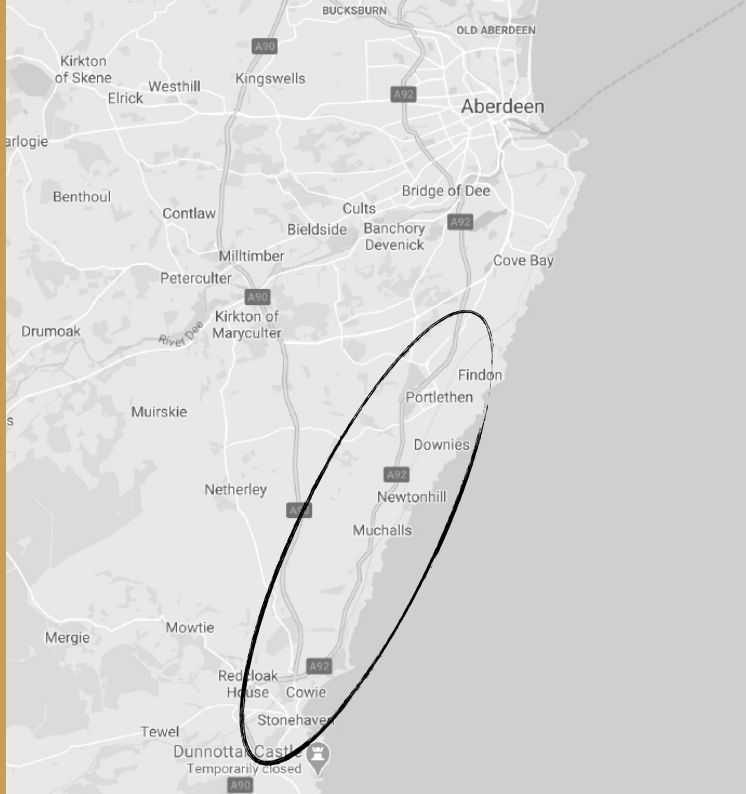 BUCKSBURN
OLD ABERDEEN
A90
Kirkton
of Skene
Westhill
Kingswells
Elrick
A92
Aberdeen
arlogie
Benthoul
Bridge of Dee
Contlaw
Cults
Bieldside
Banchory
Devenick
A92
Milltimber
Cove Bay
Peterculter
A90
Kirkton of
Maryculter
Drumoak
River Dee
Findon
Portlethen
Muirskie
s
Downies
A92
Netherley
Newtonhill
A90
Muchalls
Mowtie
Mergie
A92
Redcloak
House
Cowie
Stonehaven
Tewel
Dunnottar Castle
Temporarily closed
A90